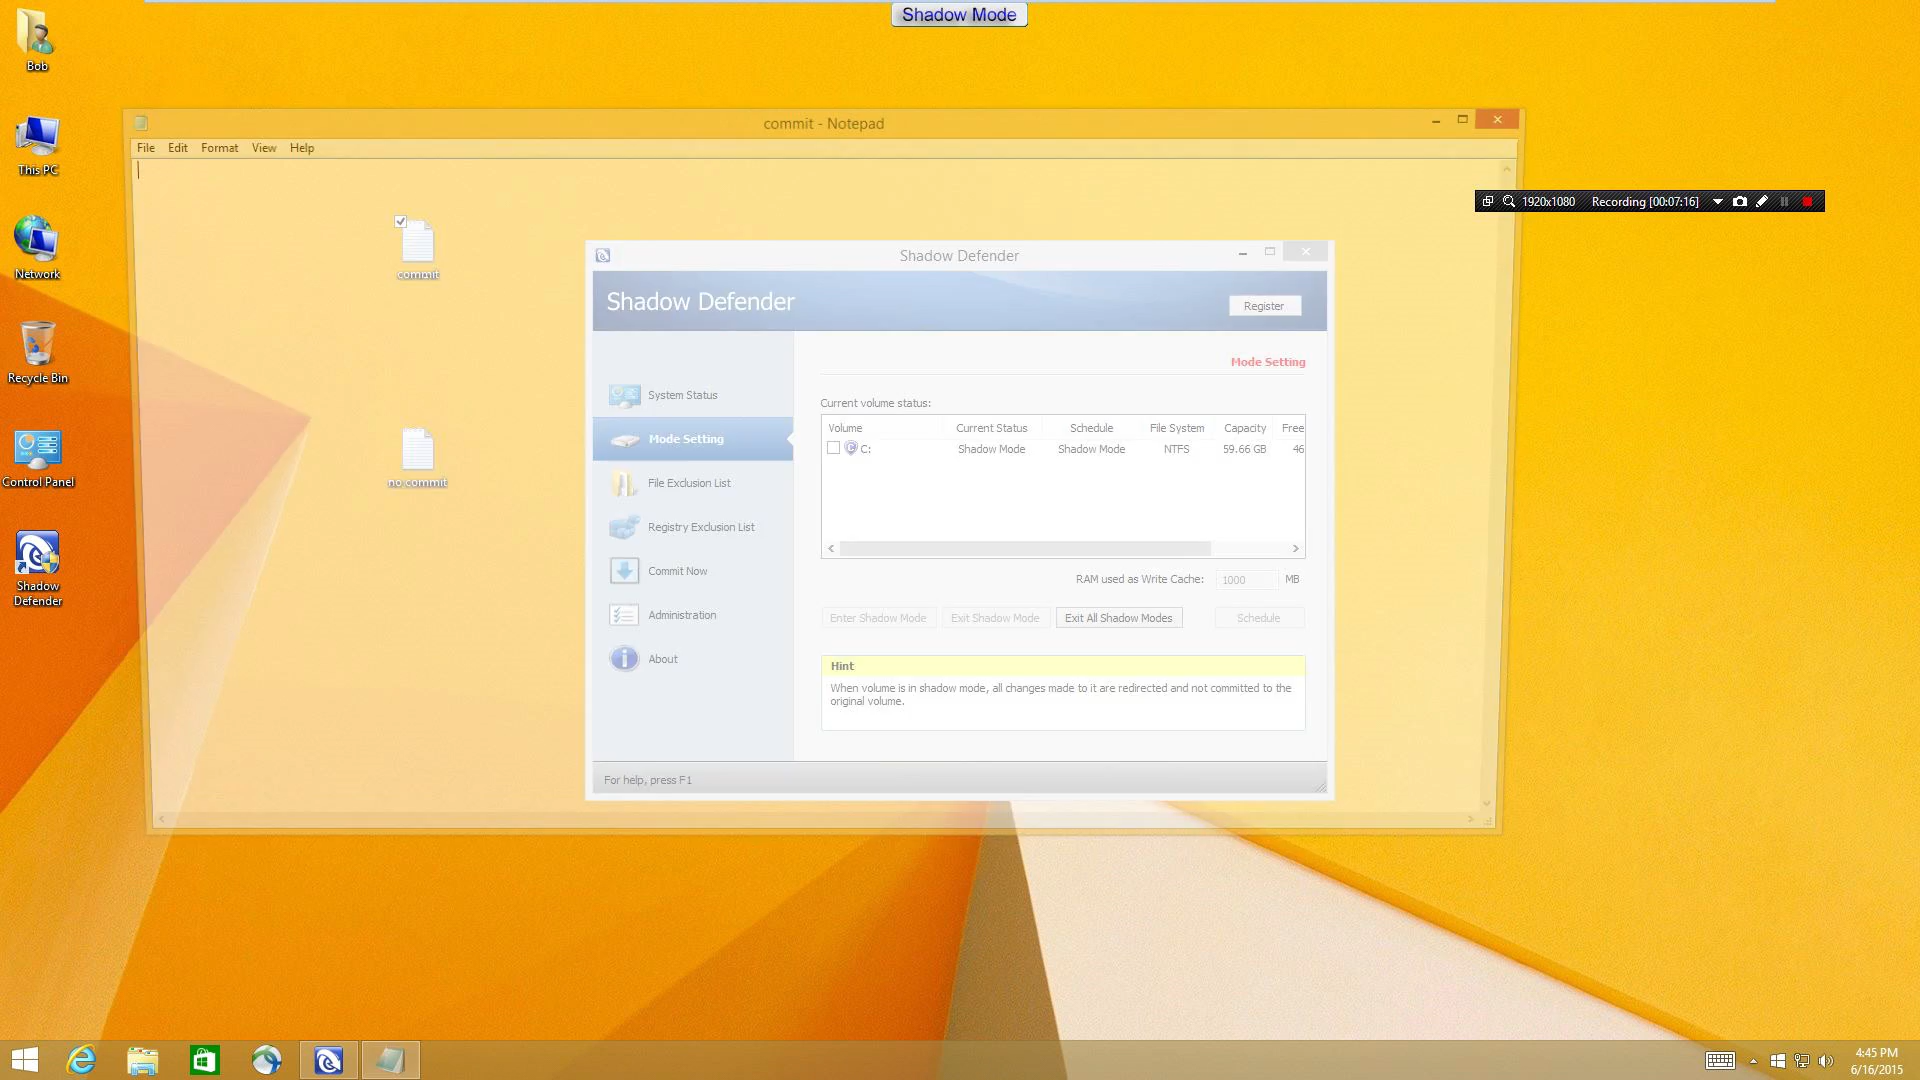 Shadow Mode
Bob
This PC
Network
Recycle Bin
Control Panel
Shadow
Defender
commit - Notepad
File Edit Format View Help
commit
no commit
1920x1080 Recording [00:07:16]
Shadow Defender
Shadow Defender
Register
System Status
Mode Setting
File Exclusion List
Registry Exclusion List
Commit Now
Administration
About
Mode Setting
Current volume status:
Volume Current Status Schedule File System Capacity Free
C: Shadow Mode Shadow Mode NTFS 59.66 GB 46
RAM used as Write Cache: 1000 MB
Enter Shadow Mode Exit Shadow Mode Exit All Shadow Modes Schedule
Hint
When volume is in shadow mode, all changes made to it are redirected and not committed to the
original volume.
For help, press F1
4:45 PM
6/16/2015